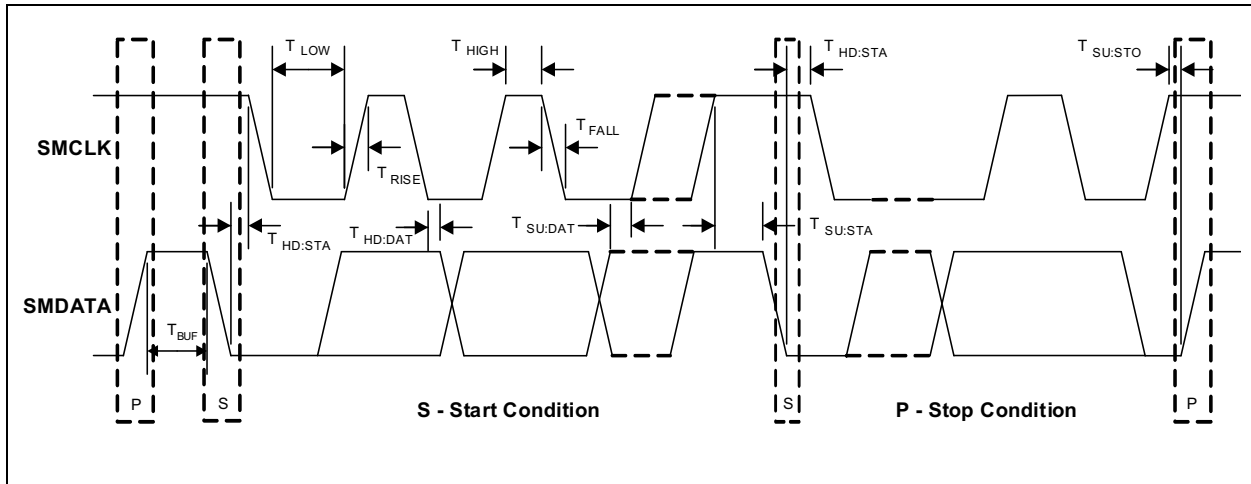 T LOW
T HIGH
T HD:STA
T SU:STO
SMCLK
T FALL
T RISE
T HD:STA
T HD:DAT
T SU:DAT
T SU:STA
SMDATA
T BUF
P
S
S - Start Condition
S
P - Stop Condition
P